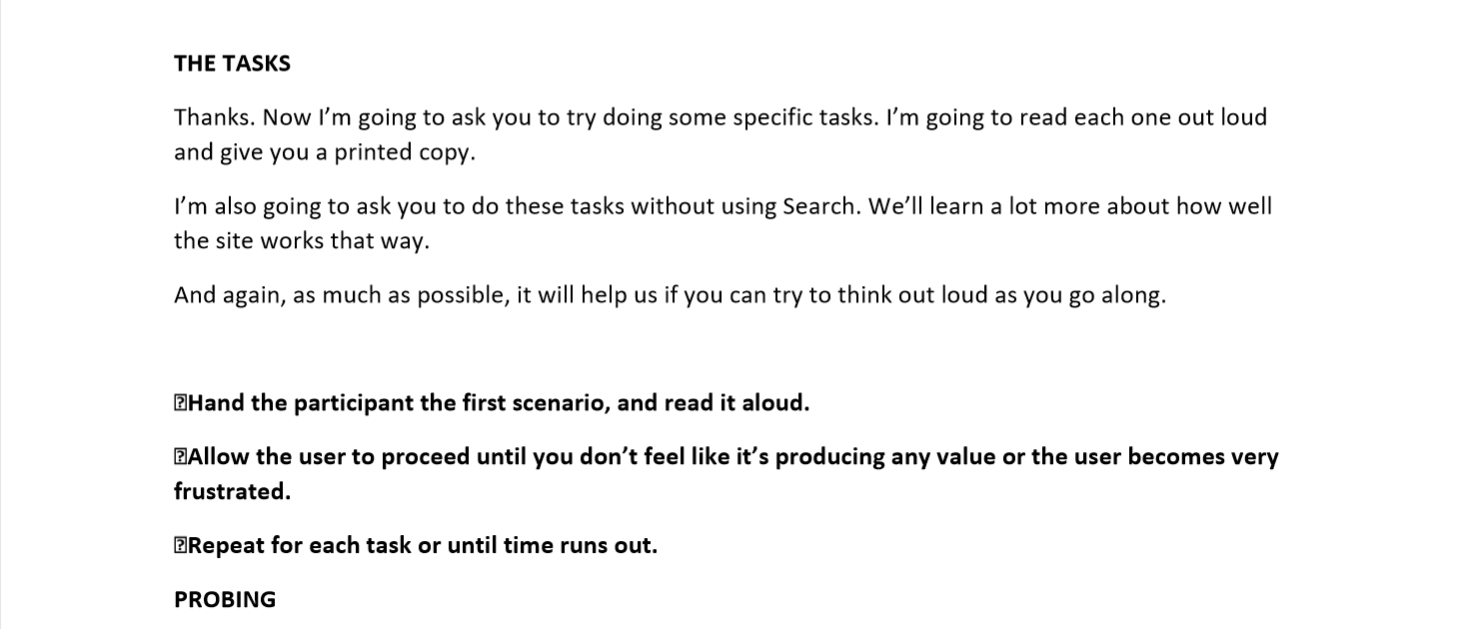 THE TASKS
Thanks. Now I’m going to ask you to try doing some specific tasks. I’m going to read each one out loud
and give you a printed copy.
I’m also going to ask you to do these tasks without using Search. We’ll learn a lot more about how well
the site works that way.
And again, as much as possible, it will help us if you can try to think out loud as you go along.
Hand the participant the first scenario, and read it aloud.
Allow the user to proceed until you don’t feel like it’s producing any value or the user becomes very
frustrated.
Repeat for each task or until time runs out.
PROBING